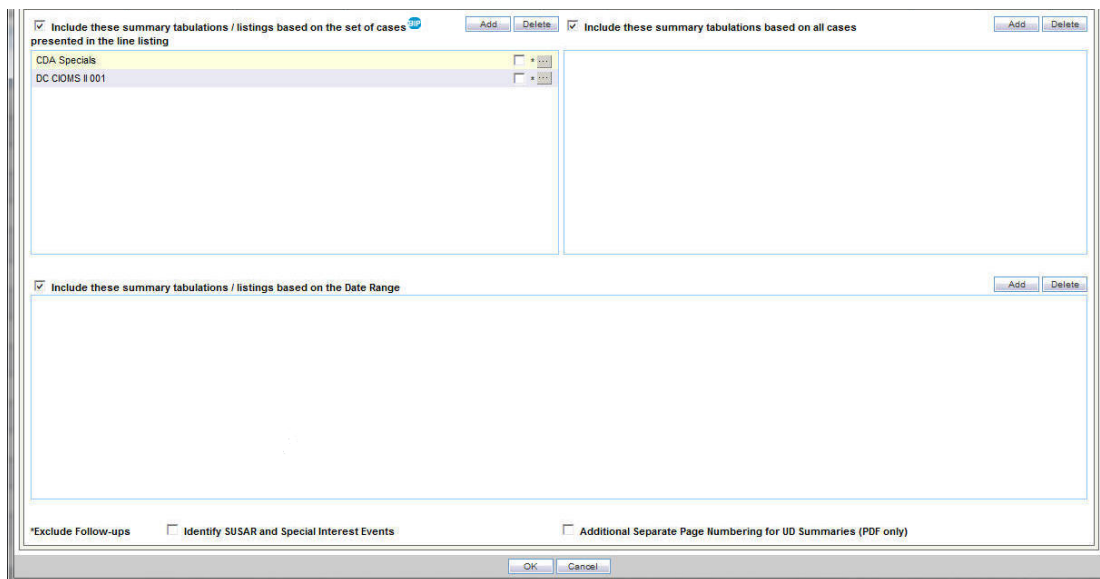 Include these summary tabulations / listings based on the set of cases BIP Add Delete
presented in the line listing
Include these summary tabulations based on all cases Add Delete
CDA Specials * ...
DC CIOMS II 001 * ...
Include these summary tabulations / listings based on the Date Range Add Delete
*Exclude Follow-ups Identify SUSAR and Special Interest Events Additional Separate Page Numbering for UD Summaries (PDF only)
OK Cancel